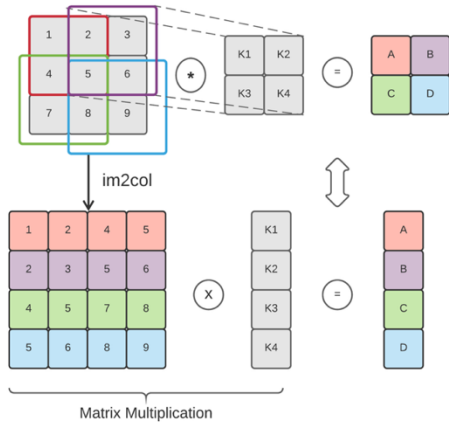 1 2 3
4 5 6
7 8 9
*
K1 K2
K3 K4
=
A B
C D
im2col
1 2 4 5
2 3 5 6
4 5 7 8
5 6 8 9
X
K1
K2
K3
K4
=
A
B
C
D
Matrix Multiplication